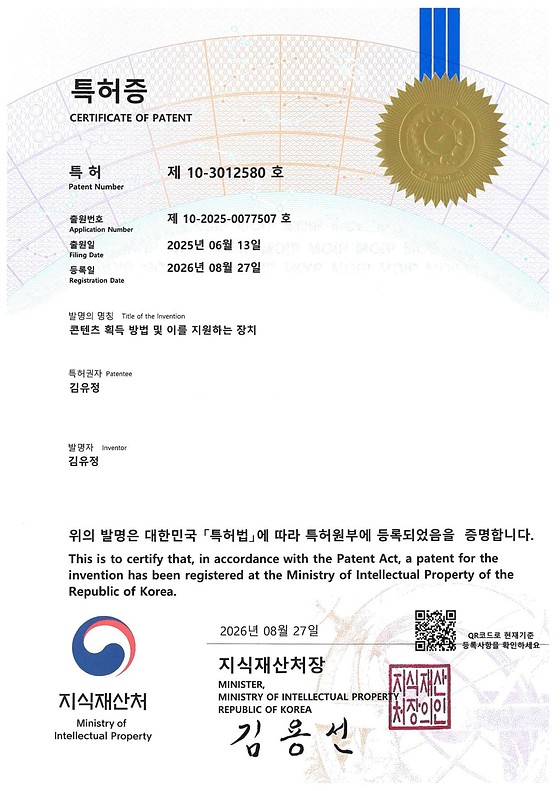 특허증
CERTIFICATE OF PATENT
특 허 제 10-3012580 호
Patent Number
출원번호 제 10-2025-0077507 호
Application Number
출원일 2025년 06월 13일
Filing Date
등록일 2026년 08월 27일
Registration Date
발명의 명칭 Title of the Invention
콘텐츠 획득 방법 및 이를 지원하는 장치
특허권자 Patentee
김유정
발명자 Inventor
김유정
위의 발명은 대한민국 「특허법」에 따라 특허원부에 등록되었음을 증명합니다.
This is to certify that, in accordance with the Patent Act, a patent for the
invention has been registered at the Ministry of Intellectual Property of the
Republic of Korea.
2026년 08월 27일
QR코드로 현재기준
등록사항을 확인하세요
지식재산처장
MINISTER,
MINISTRY OF INTELLECTUAL PROPERTY
REPUBLIC OF KOREA
김용선
지식재산
처장의인
지식재산처
Ministry of
Intellectual Property